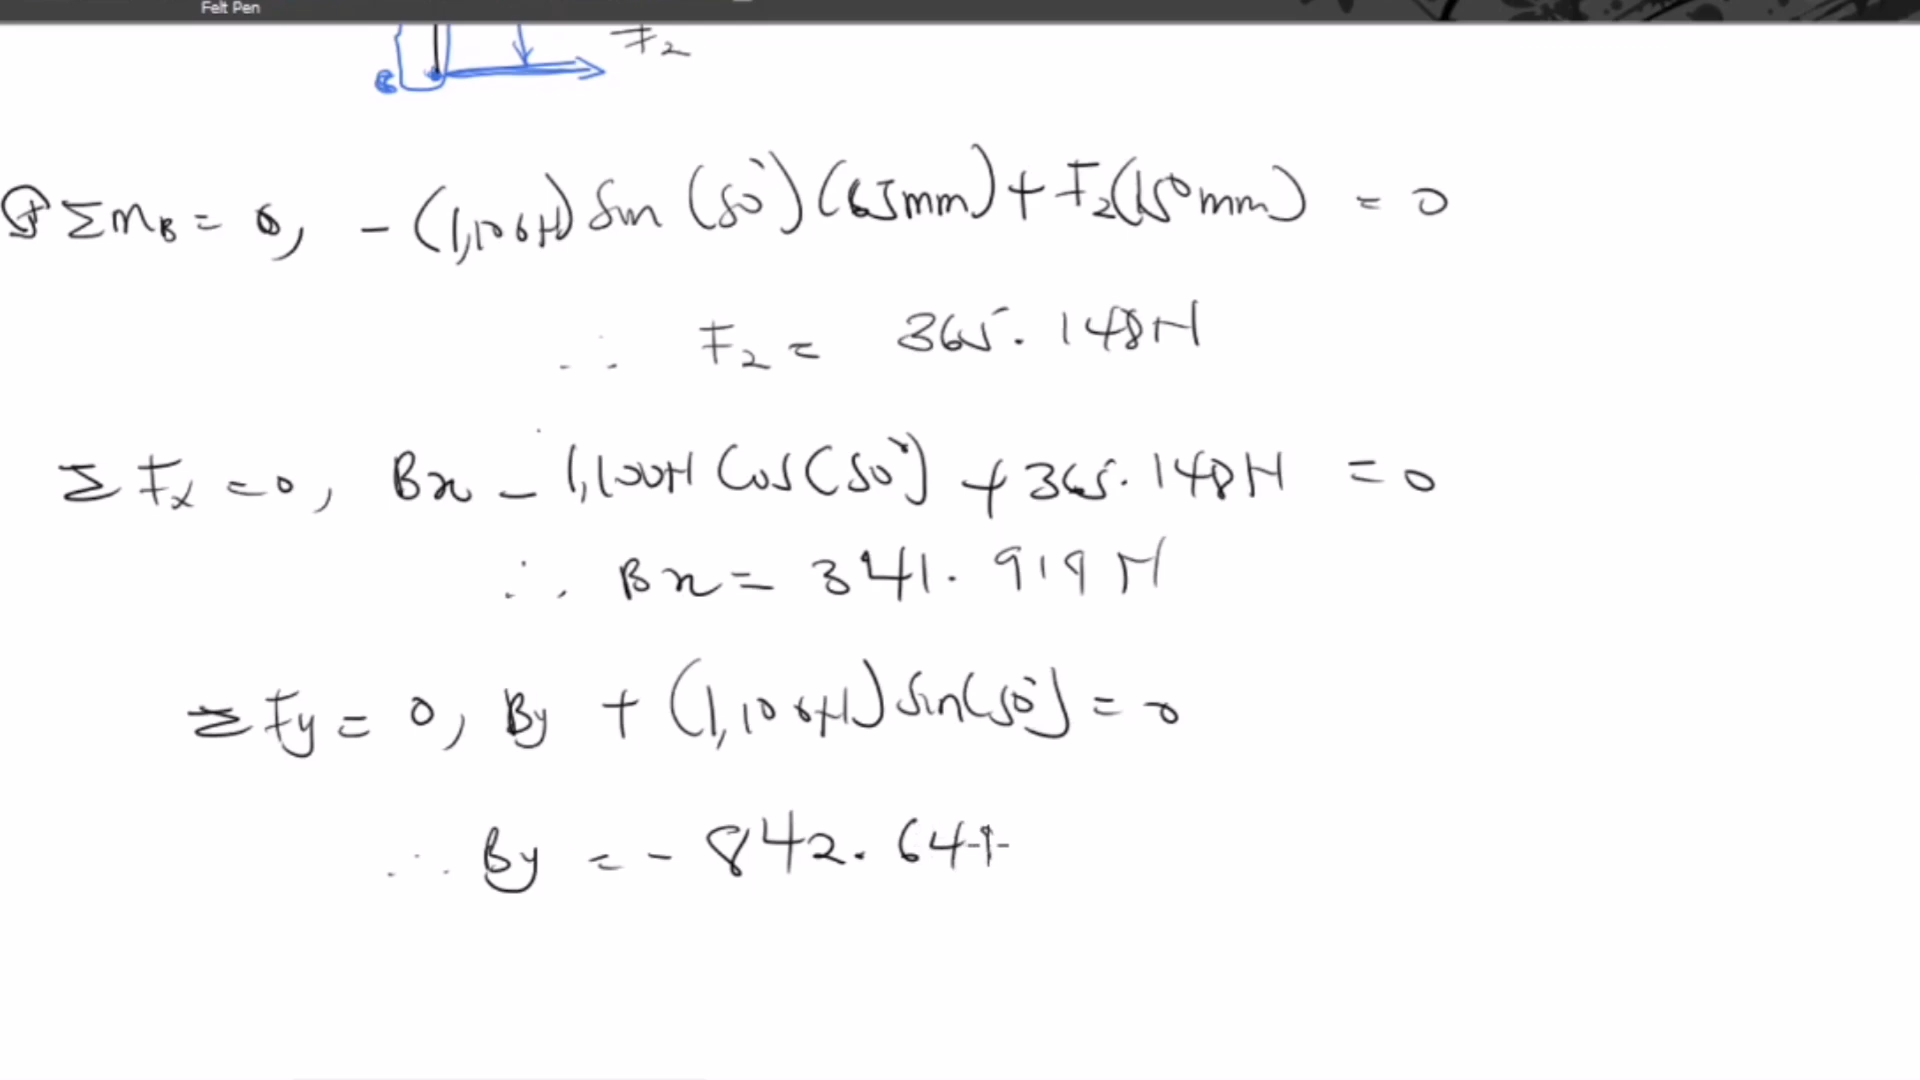 Felt Pen
F₂
B
ΣM_B = 0, - (1,100N) Sin (50°) (65mm) + F₂(150mm) = 0
∴ F₂ = 365.148N
ΣFx = 0, Bx - 1,100N Cos(50°) + 365.148N = 0
∴ Bx = 341.919N
ΣFy = 0, By + (1,100N) Sin(50°) = 0
∴ By = - 842.64